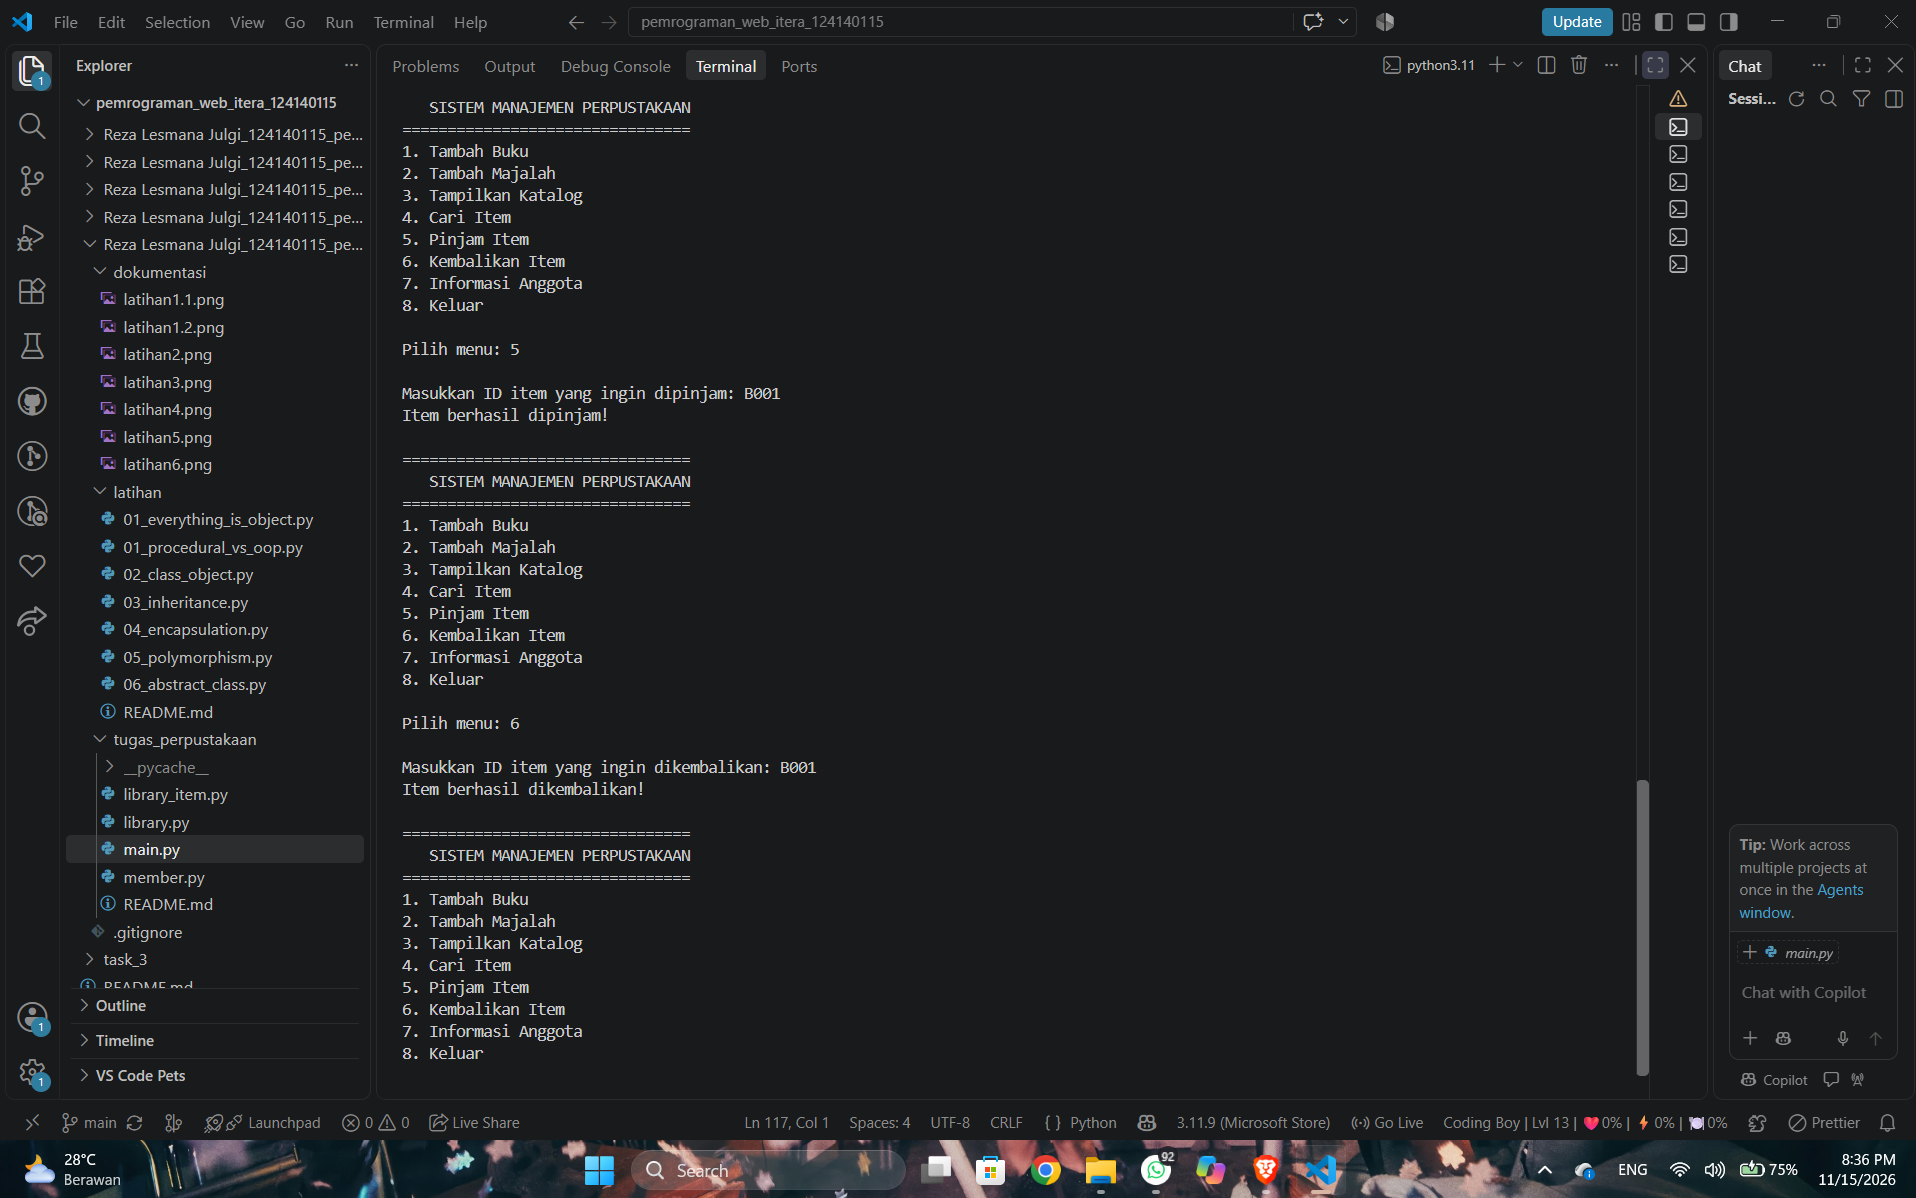 File Edit Selection View Go Run Terminal Help
pemrograman_web_itera_124140115
Update
Explorer
pemrograman_web_itera_124140115
Reza Lesmana Julgi_124140115_pe...
Reza Lesmana Julgi_124140115_pe...
Reza Lesmana Julgi_124140115_pe...
Reza Lesmana Julgi_124140115_pe...
Reza Lesmana Julgi_124140115_pe...
dokumentasi
latihan1.1.png
latihan1.2.png
latihan2.png
latihan3.png
latihan4.png
latihan5.png
latihan6.png
latihan
01_everything_is_object.py
01_procedural_vs_oop.py
02_class_object.py
03_inheritance.py
04_encapsulation.py
05_polymorphism.py
06_abstract_class.py
README.md
tugas_perpustakaan
__pycache__
library_item.py
library.py
main.py
member.py
README.md
.gitignore
task_3
README.md
Outline
Timeline
VS Code Pets
1
1
1
Problems Output Debug Console Terminal Ports
python3.11
SISTEM MANAJEMEN PERPUSTAKAAN
================================
1. Tambah Buku
2. Tambah Majalah
3. Tampilkan Katalog
4. Cari Item
5. Pinjam Item
6. Kembalikan Item
7. Informasi Anggota
8. Keluar
Pilih menu: 5
Masukkan ID item yang ingin dipinjam: B001
Item berhasil dipinjam!
================================
SISTEM MANAJEMEN PERPUSTAKAAN
================================
1. Tambah Buku
2. Tambah Majalah
3. Tampilkan Katalog
4. Cari Item
5. Pinjam Item
6. Kembalikan Item
7. Informasi Anggota
8. Keluar
Pilih menu: 6
Masukkan ID item yang ingin dikembalikan: B001
Item berhasil dikembalikan!
================================
SISTEM MANAJEMEN PERPUSTAKAAN
================================
1. Tambah Buku
2. Tambah Majalah
3. Tampilkan Katalog
4. Cari Item
5. Pinjam Item
6. Kembalikan Item
7. Informasi Anggota
8. Keluar
Chat
Sessi...
Tip: Work across
multiple projects at
once in the Agents
window.
main.py
Chat with Copilot
Copilot
main Launchpad 0 0 Live Share Ln 117, Col 1 Spaces: 4 UTF-8 CRLF { } Python 3.11.9 (Microsoft Store) Go Live Coding Boy | Lvl 13 | 0% | 0% | 0% Prettier
28°C
Berawan
Search
92
ENG
75%
8:36 PM
11/15/2026